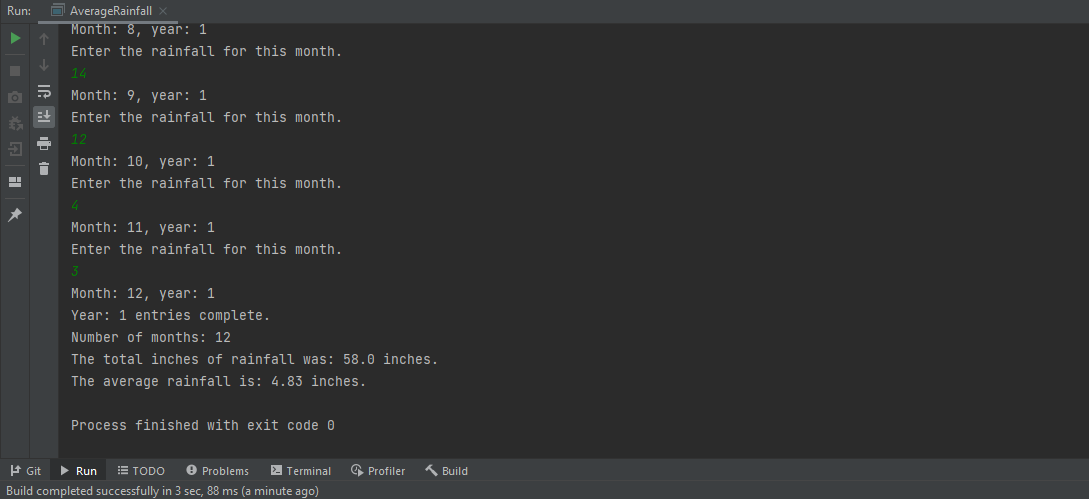 Run: AverageRainfall
Month: 8, year: 1
Enter the rainfall for this month.
14
Month: 9, year: 1
Enter the rainfall for this month.
12
Month: 10, year: 1
Enter the rainfall for this month.
4
Month: 11, year: 1
Enter the rainfall for this month.
3
Month: 12, year: 1
Year: 1 entries complete.
Number of months: 12
The total inches of rainfall was: 58.0 inches.
The average rainfall is: 4.83 inches.
Process finished with exit code 0
Git Run TODO Problems Terminal Profiler Build
Build completed successfully in 3 sec, 88 ms (a minute ago)